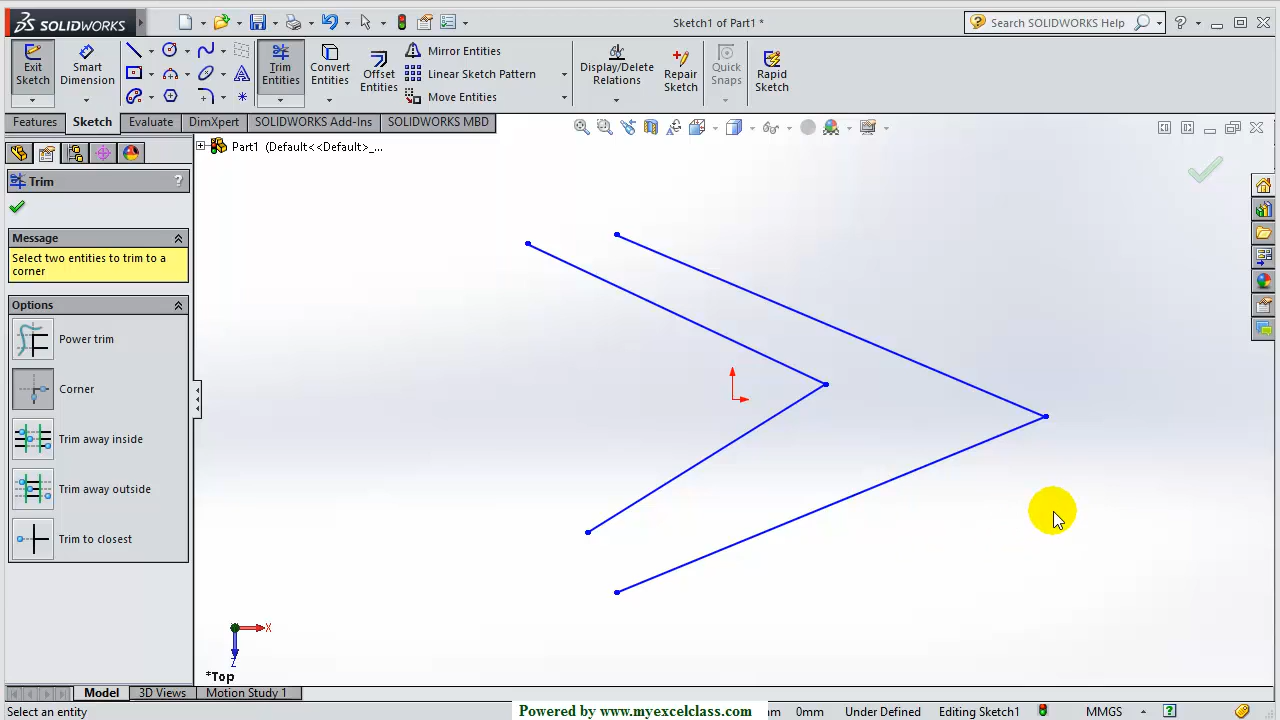 SOLIDWORKS
Sketch1 of Part1 *
Search SOLIDWORKS Help
Exit Sketch
Smart Dimension
Trim Entities
Convert Entities
Offset Entities
Mirror Entities
Linear Sketch Pattern
Move Entities
Display/Delete Relations
Repair Sketch
Quick Snaps
Rapid Sketch
Features
Sketch
Evaluate
DimXpert
SOLIDWORKS Add-Ins
SOLIDWORKS MBD
Part1 (Default<<Default>_...
Trim
?
Message
Select two entities to trim to a
corner
Options
Power trim
Corner
Trim away inside
Trim away outside
Trim to closest
X
Z
*Top
Model
3D Views
Motion Study 1
Select an entity
Powered by www.myexcelclass.com
0mm
Under Defined
Editing Sketch1
MMGS